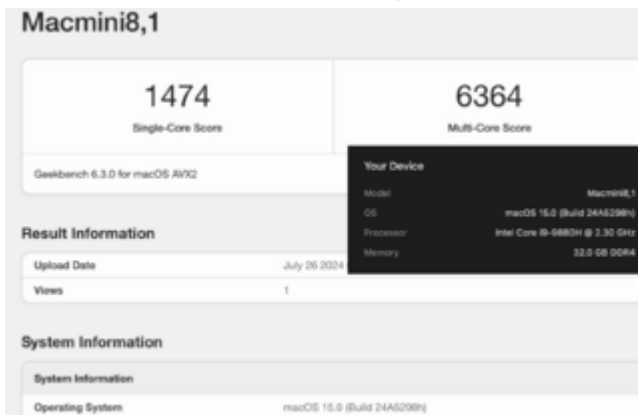 Macmini8,1
1474
Single-Core Score
6364
Multi-Core Score
Geekbench 6.3.0 for macOS AVX2
Your Device
Model Macmini8,1
OS macOS 15.0 (Build 24A5298h)
Processor Intel Core i9-9880H @ 2.30 GHz
Memory 32.0 GB DDR4
Result Information
Upload Date July 26 2024
Views 1
System Information
System Information
Operating System macOS 15.0 (Build 24A5298h)